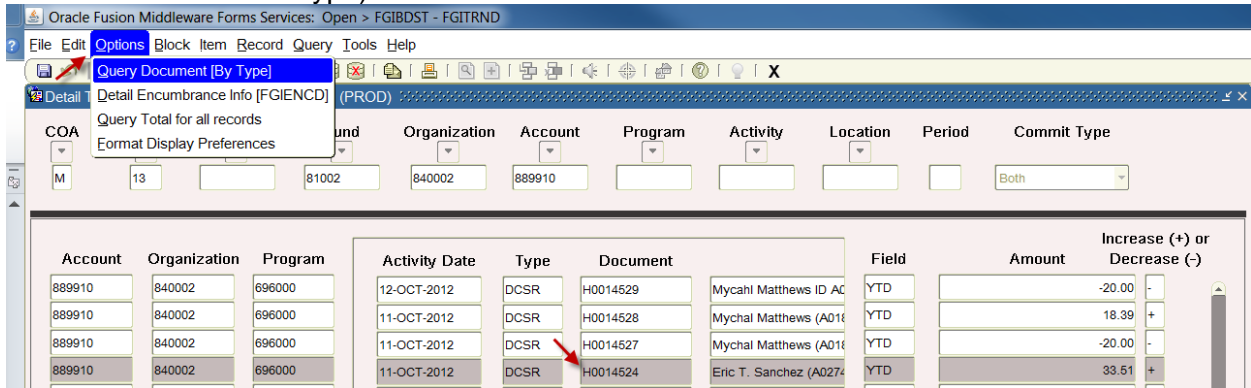 Oracle Fusion Middleware Forms Services: Open > FGIBDST - FGITRND
File Edit Options Block Item Record Query Tools Help
Query Document [By Type]
X
Detail Encumbrance Info [FGIENCD]
(PROD)
Query Total for all records
Format Display Preferences
COA Organization Account Program Activity Location Period Commit Type
M 13 81002 840002 889910 Both
Increase (+) or
Account Organization Program Activity Date Type Document Field Amount Decrease (-)
889910 840002 696000 12-OCT-2012 DCSR H0014529 Mycahl Matthews ID YTD -20.00 -
889910 840002 696000 11-OCT-2012 DCSR H0014528 Mychal Matthews YTD 18.39 +
889910 840002 696000 11-OCT-2012 DCSR H0014527 Mychal Matthews YTD -20.00 -
889910 840002 696000 11-OCT-2012 DCSR H0014524 Eric T. Sanchez (A0274 YTD 33.51 +